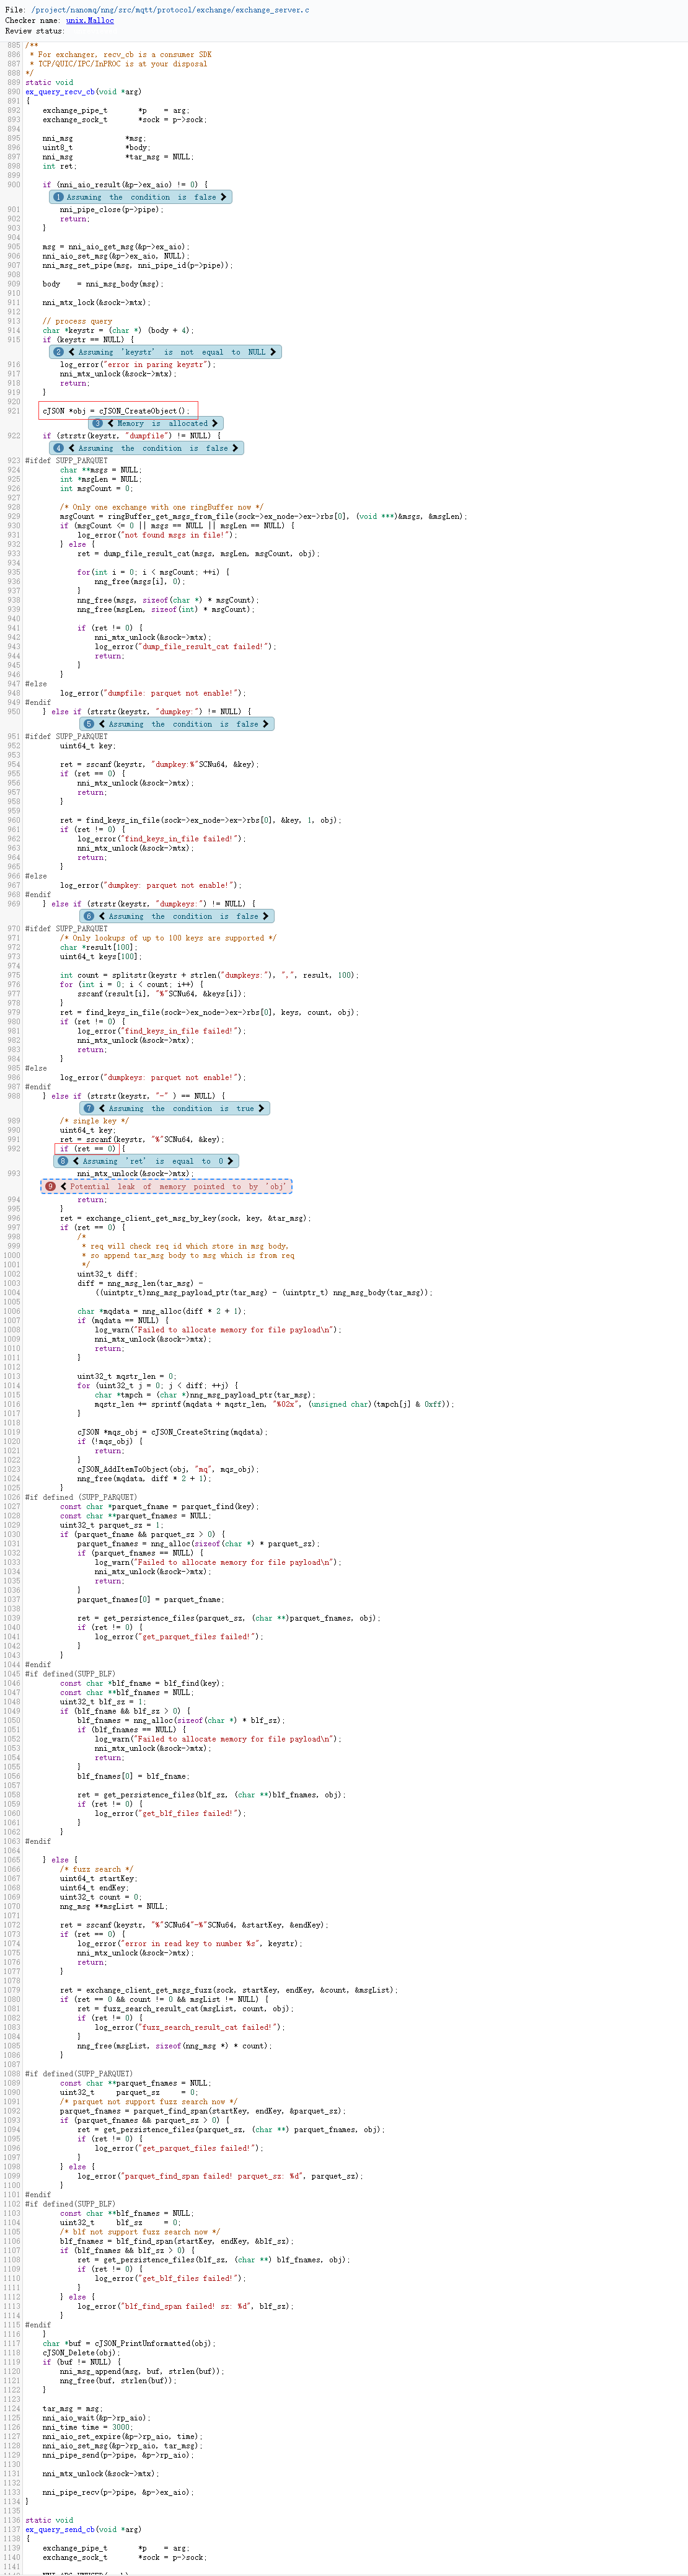 File: /project/nanomq/nng/src/mqtt/protocol/exchange/exchange_server.c
Checker name: unix.Malloc
Review status:
885 /**
886  * For exchanger, recv_cb is a consumer SDK
887  * TCP/QUIC/IPC/InPROC is at your disposal
888 */
889 static void
890 ex_query_recv_cb(void *arg)
891 {
892     exchange_pipe_t       *p    = arg;
893     exchange_sock_t       *sock = p->sock;
894
895     nni_msg            *msg;
896     uint8_t            *body;
897     nni_msg            *tar_msg = NULL;
898     int ret;
899
900     if (nni_aio_result(&p->ex_aio) != 0) {
1 Assuming the condition is false >
901         nni_pipe_close(p->pipe);
902         return;
903     }
904
905     msg = nni_aio_get_msg(&p->ex_aio);
906     nni_aio_set_msg(&p->ex_aio, NULL);
907     nni_msg_set_pipe(msg, nni_pipe_id(p->pipe));
908
909     body    = nni_msg_body(msg);
910
911     nni_mtx_lock(&sock->mtx);
912
913     // process query
914     char *keystr = (char *) (body + 4);
915     if (keystr == NULL) {
2 < Assuming 'keystr' is not equal to NULL >
916         log_error("error in paring keystr");
917         nni_mtx_unlock(&sock->mtx);
918         return;
919     }
920
921     cJSON *obj = cJSON_CreateObject();
3 < Memory is allocated >
922     if (strstr(keystr, "dumpfile") != NULL) {
4 < Assuming the condition is false >
923 #ifdef SUPP_PARQUET
924         char **msgs = NULL;
925         int *msgLen = NULL;
926         int msgCount = 0;
927
928         /* Only one exchange with one ringBuffer now */
929         msgCount = ringBuffer_get_msgs_from_file(sock->ex_node->ex->rbs[0], (void ***)&msgs, &msgLen);
930         if (msgCount <= 0 || msgs == NULL || msgLen == NULL) {
931             log_error("not found msgs in file!");
932         } else {
933             ret = dump_file_result_cat(msgs, msgLen, msgCount, obj);
934
935             for(int i = 0; i < msgCount; ++i) {
936                 nng_free(msgs[i], 0);
937             }
938             nng_free(msgs, sizeof(char *) * msgCount);
939             nng_free(msgLen, sizeof(int) * msgCount);
940
941             if (ret != 0) {
942                 nni_mtx_unlock(&sock->mtx);
943                 log_error("dump_file_result_cat failed!");
944                 return;
945             }
946         }
947 #else
948         log_error("dumpfile: parquet not enable!");
949 #endif
950     } else if (strstr(keystr, "dumpkey:") != NULL) {
5 < Assuming the condition is false >
951 #ifdef SUPP_PARQUET
952         uint64_t key;
953
954         ret = sscanf(keystr, "dumpkey:%"SCNu64, &key);
955         if (ret == 0) {
956             nni_mtx_unlock(&sock->mtx);
957             return;
958         }
959
960         ret = find_keys_in_file(sock->ex_node->ex->rbs[0], &key, 1, obj);
961         if (ret != 0) {
962             log_error("find_keys_in_file failed!");
963             nni_mtx_unlock(&sock->mtx);
964             return;
965         }
966 #else
967         log_error("dumpkey: parquet not enable!");
968 #endif
969     } else if (strstr(keystr, "dumpkeys:") != NULL) {
6 < Assuming the condition is false >
970 #ifdef SUPP_PARQUET
971         /* Only lookups of up to 100 keys are supported */
972         char *result[100];
973         uint64_t keys[100];
974
975         int count = splitstr(keystr + strlen("dumpkeys:"), ",", result, 100);
976         for (int i = 0; i < count; i++) {
977             sscanf(result[i], "%"SCNu64, &keys[i]);
978         }
979         ret = find_keys_in_file(sock->ex_node->ex->rbs[0], keys, count, obj);
980         if (ret != 0) {
981             log_error("find_keys_in_file failed!");
982             nni_mtx_unlock(&sock->mtx);
983             return;
984         }
985 #else
986         log_error("dumpkeys: parquet not enable!");
987 #endif
988     } else if (strstr(keystr, "-" ) == NULL) {
7 < Assuming the condition is true >
989         /* single key */
990         uint64_t key;
991         ret = sscanf(keystr, "%"SCNu64, &key);
992         if (ret == 0) {
8 < Assuming 'ret' is equal to 0 >
993             nni_mtx_unlock(&sock->mtx);
9 < Potential leak of memory pointed to by 'obj'
994             return;
995         }
996         ret = exchange_client_get_msg_by_key(sock, key, &tar_msg);
997         if (ret == 0) {
998             /*
999              * req will check req id which store in msg body,
1000              * so append tar_msg body to msg which is from req
1001              */
1002             uint32_t diff;
1003             diff = nng_msg_len(tar_msg) -
1004                 ((uintptr_t)nng_msg_payload_ptr(tar_msg) - (uintptr_t) nng_msg_body(tar_msg));
1005
1006             char *mqdata = nng_alloc(diff * 2 + 1);
1007             if (mqdata == NULL) {
1008                 log_warn("Failed to allocate memory for file payload\n");
1009                 nni_mtx_unlock(&sock->mtx);
1010                 return;
1011             }
1012
1013             uint32_t mqstr_len = 0;
1014             for (uint32_t j = 0; j < diff; ++j) {
1015                 char *tmpch = (char *)nng_msg_payload_ptr(tar_msg);
1016                 mqstr_len += sprintf(mqdata + mqstr_len, "%02x", (unsigned char)(tmpch[j] & 0xff));
1017             }
1018
1019             cJSON *mqs_obj = cJSON_CreateString(mqdata);
1020             if (!mqs_obj) {
1021                 return;
1022             }
1023             cJSON_AddItemToObject(obj, "mq", mqs_obj);
1024             nng_free(mqdata, diff * 2 + 1);
1025         }
1026 #if defined (SUPP_PARQUET)
1027         const char *parquet_fname = parquet_find(key);
1028         const char **parquet_fnames = NULL;
1029         uint32_t parquet_sz = 1;
1030         if (parquet_fname && parquet_sz > 0) {
1031             parquet_fnames = nng_alloc(sizeof(char *) * parquet_sz);
1032             if (parquet_fnames == NULL) {
1033                 log_warn("Failed to allocate memory for file payload\n");
1034                 nni_mtx_unlock(&sock->mtx);
1035                 return;
1036             }
1037             parquet_fnames[0] = parquet_fname;
1038
1039             ret = get_persistence_files(parquet_sz, (char **)parquet_fnames, obj);
1040             if (ret != 0) {
1041                 log_error("get_parquet_files failed!");
1042             }
1043         }
1044 #endif
1045 #if defined(SUPP_BLF)
1046         const char *blf_fname = blf_find(key);
1047         const char **blf_fnames = NULL;
1048         uint32_t blf_sz = 1;
1049         if (blf_fname && blf_sz > 0) {
1050             blf_fnames = nng_alloc(sizeof(char *) * blf_sz);
1051             if (blf_fnames == NULL) {
1052                 log_warn("Failed to allocate memory for file payload\n");
1053                 nni_mtx_unlock(&sock->mtx);
1054                 return;
1055             }
1056             blf_fnames[0] = blf_fname;
1057
1058             ret = get_persistence_files(blf_sz, (char **)blf_fnames, obj);
1059             if (ret != 0) {
1060                 log_error("get_blf_files failed!");
1061             }
1062         }
1063 #endif
1064
1065     } else {
1066         /* fuzz search */
1067         uint64_t startKey;
1068         uint64_t endKey;
1069         uint32_t count = 0;
1070         nng_msg **msgList = NULL;
1071
1072         ret = sscanf(keystr, "%"SCNu64"-%"SCNu64, &startKey, &endKey);
1073         if (ret == 0) {
1074             log_error("error in read key to number %s", keystr);
1075             nni_mtx_unlock(&sock->mtx);
1076             return;
1077         }
1078
1079         ret = exchange_client_get_msgs_fuzz(sock, startKey, endKey, &count, &msgList);
1080         if (ret == 0 && count != 0 && msgList != NULL) {
1081             ret = fuzz_search_result_cat(msgList, count, obj);
1082             if (ret != 0) {
1083                 log_error("fuzz_search_result_cat failed!");
1084             }
1085             nng_free(msgList, sizeof(nng_msg *) * count);
1086         }
1087
1088 #if defined(SUPP_PARQUET)
1089         const char **parquet_fnames = NULL;
1090         uint32_t     parquet_sz     = 0;
1091         /* parquet not support fuzz search now */
1092         parquet_fnames = parquet_find_span(startKey, endKey, &parquet_sz);
1093         if (parquet_fnames && parquet_sz > 0) {
1094             ret = get_persistence_files(parquet_sz, (char **) parquet_fnames, obj);
1095             if (ret != 0) {
1096                 log_error("get_parquet_files failed!");
1097             }
1098         } else {
1099             log_error("parquet_find_span failed! parquet_sz: %d", parquet_sz);
1100         }
1101 #endif
1102 #if defined(SUPP_BLF)
1103         const char **blf_fnames = NULL;
1104         uint32_t     blf_sz     = 0;
1105         /* blf not support fuzz search now */
1106         blf_fnames = blf_find_span(startKey, endKey, &blf_sz);
1107         if (blf_fnames && blf_sz > 0) {
1108             ret = get_persistence_files(blf_sz, (char **) blf_fnames, obj);
1109             if (ret != 0) {
1110                 log_error("get_blf_files failed!");
1111             }
1112         } else {
1113             log_error("blf_find_span failed! sz: %d", blf_sz);
1114         }
1115 #endif
1116     }
1117     char *buf = cJSON_PrintUnformatted(obj);
1118     cJSON_Delete(obj);
1119     if (buf != NULL) {
1120         nni_msg_append(msg, buf, strlen(buf));
1121         nng_free(buf, strlen(buf));
1122     }
1123
1124     tar_msg = msg;
1125     nni_aio_wait(&p->rp_aio);
1126     nni_time time = 3000;
1127     nni_aio_set_expire(&p->rp_aio, time);
1128     nni_aio_set_msg(&p->rp_aio, tar_msg);
1129     nni_pipe_send(p->pipe, &p->rp_aio);
1130
1131     nni_mtx_unlock(&sock->mtx);
1132
1133     nni_pipe_recv(p->pipe, &p->ex_aio);
1134 }
1135
1136 static void
1137 ex_query_send_cb(void *arg)
1138 {
1139     exchange_pipe_t       *p    = arg;
1140     exchange_sock_t       *sock = p->sock;
1141